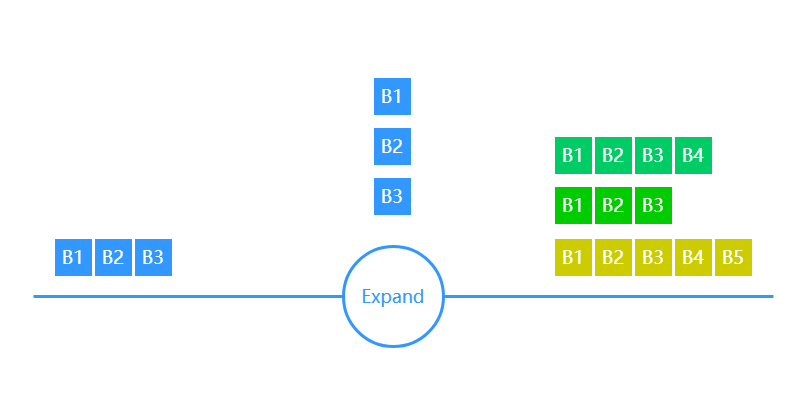 B1
B2
B3
B1 B2 B3 B4
B1 B2 B3
B1 B2 B3
B1 B2 B3 B4 B5
Expand